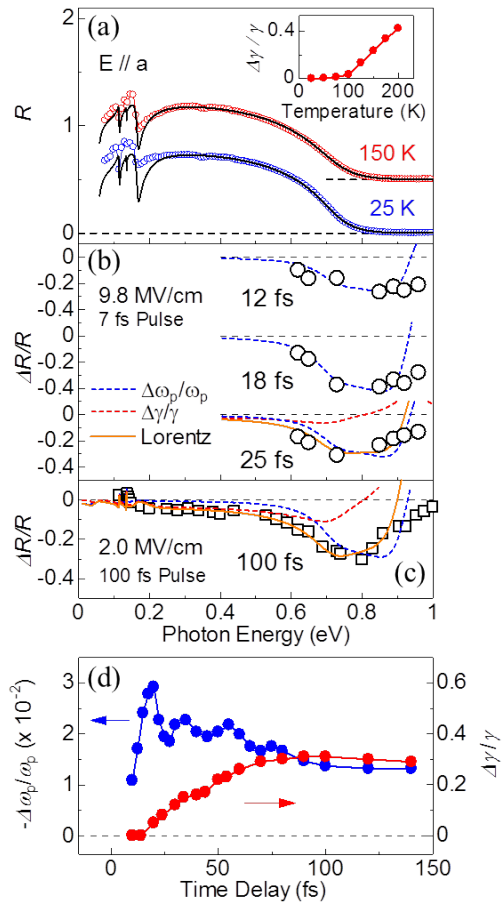 (a)
E // a
R
2
1
0
Δγ / γ
0.4
0
0 100 200
Temperature (K)
150 K
25 K
(b)
9.8 MV/cm
7 fs Pulse
12 fs
18 fs
25 fs
Δω_p/ω_p
Δγ/γ
Lorentz
ΔR/R
0
-0.2
0
-0.2
-0.4
0
-0.2
(c)
2.0 MV/cm
100 fs Pulse
100 fs
ΔR/R
0
-0.2
-0.4
0 0.2 0.4 0.6 0.8 1
Photon Energy (eV)
(d)
-Δω_p/ω_p (x 10^-2)
3
2
1
0
Δγ/γ
0.6
0.4
0.2
0.0
0 50 100 150
Time Delay (fs)